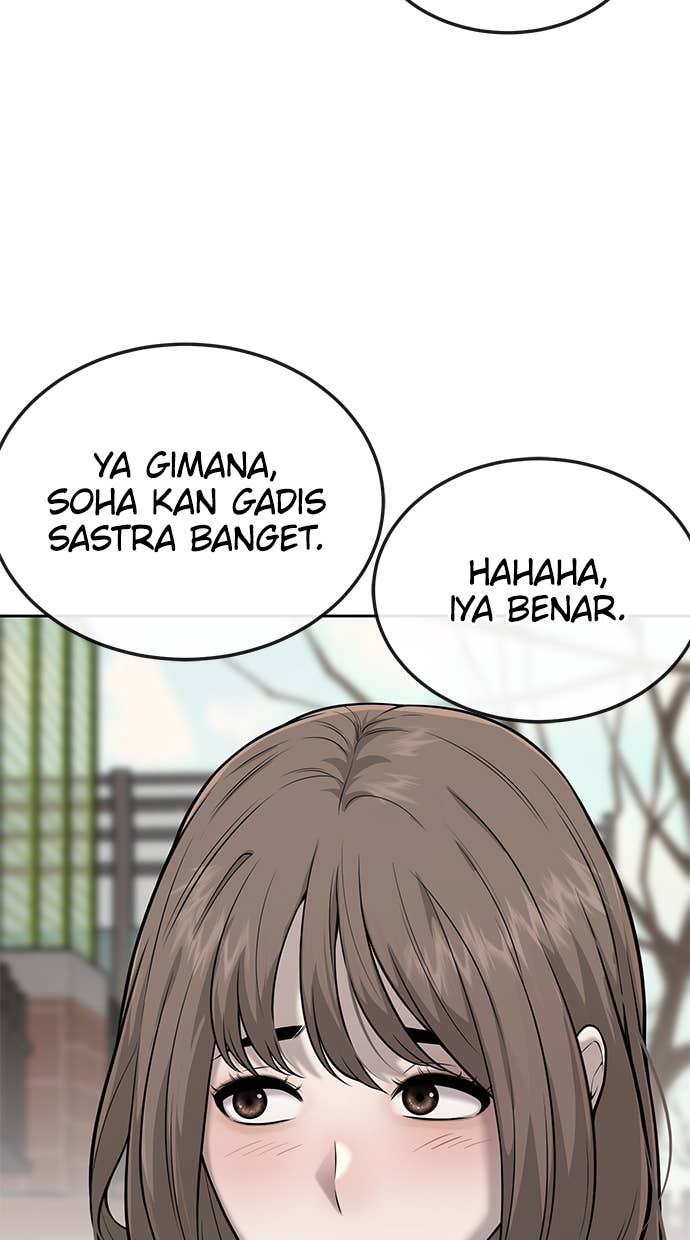 YA GIMANA,
SOHA KAN GADIS
SASTRA BANGET.
HAHAHA,
IYA BENAR.